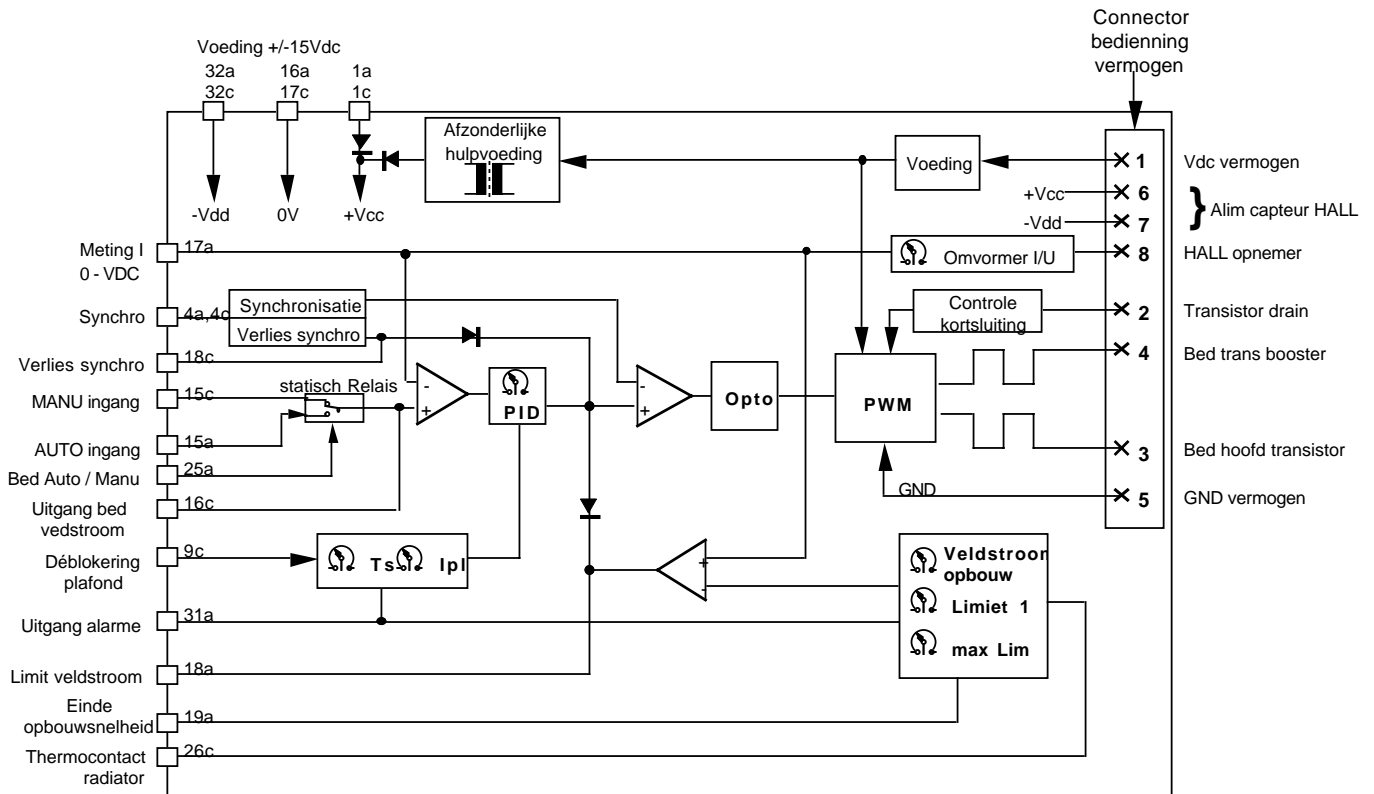 Connector
bedienning
vermogen
Voeding +/-15Vdc
32a 16a 1a
32c 17c 1c
Afzonderlijke
hulpvoeding
Voeding
1 Vdc vermogen
+Vcc 6
-Vdd 7
} Alim capteur HALL
-Vdd 0V +Vcc
Meting I
0 - VDC
17a
Omvormer I/U
8 HALL opnemer
Synchro
4a,4c
Synchronisatie
Verlies synchro
Controle
kortsluiting
2 Transistor drain
Verlies synchro
18c
4 Bed trans booster
MANU ingang
15c
statisch Relais
-
+
PID
-
+
Opto
PWM
AUTO ingang
15a
3 Bed hoofd transistor
Bed Auto / Manu
25a
GND
5 GND vermogen
Uitgang bed
vedstroom
16c
Déblokering
plafond
9c
Ts Ipl
+
-
Veldstroon
opbouw
Limiet 1
max Lim
Uitgang alarme
31a
Limit veldstroom
18a
Einde
opbouwsnelheid
19a
Thermocontact
radiator
26c